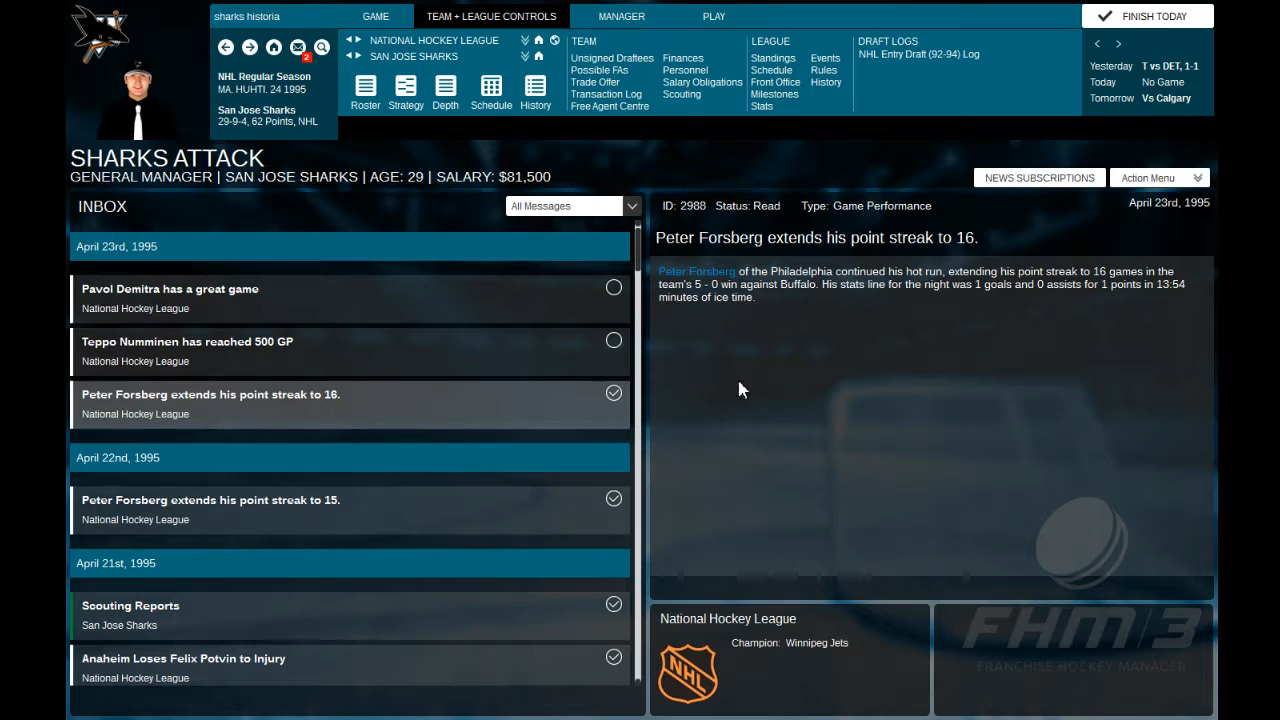 sharks historia
GAME
TEAM + LEAGUE CONTROLS
MANAGER
PLAY
FINISH TODAY
2
NHL Regular Season
MA. HUHTI. 24 1995
San Jose Sharks
29-9-4, 62 Points, NHL
NATIONAL HOCKEY LEAGUE
SAN JOSE SHARKS
Roster
Strategy
Depth
Schedule
History
TEAM
Unsigned Draftees
Possible FAs
Trade Offer
Transaction Log
Free Agent Centre
Finances
Personnel
Salary Obligations
Scouting
LEAGUE
Standings
Schedule
Front Office
Milestones
Stats
Events
Rules
History
DRAFT LOGS
NHL Entry Draft (92-94) Log
Yesterday T vs DET, 1-1
Today No Game
Tomorrow Vs Calgary
SHARKS ATTACK
GENERAL MANAGER | SAN JOSE SHARKS | AGE: 29 | SALARY: $81,500
NEWS SUBSCRIPTIONS
Action Menu
INBOX
All Messages
April 23rd, 1995
Pavol Demitra has a great game
National Hockey League
Teppo Numminen has reached 500 GP
National Hockey League
Peter Forsberg extends his point streak to 16.
National Hockey League
April 22nd, 1995
Peter Forsberg extends his point streak to 15.
National Hockey League
April 21st, 1995
Scouting Reports
San Jose Sharks
Anaheim Loses Felix Potvin to Injury
National Hockey League
ID: 2988 Status: Read Type: Game Performance
April 23rd, 1995
Peter Forsberg extends his point streak to 16.
Peter Forsberg of the Philadelphia continued his hot run, extending his point streak to 16 games in the
team's 5 - 0 win against Buffalo. His stats line for the night was 1 goals and 0 assists for 1 points in 13:54
minutes of ice time.
National Hockey League
Champion: Winnipeg Jets
NHL
FHM/3
FRANCHISE HOCKEY MANAGER